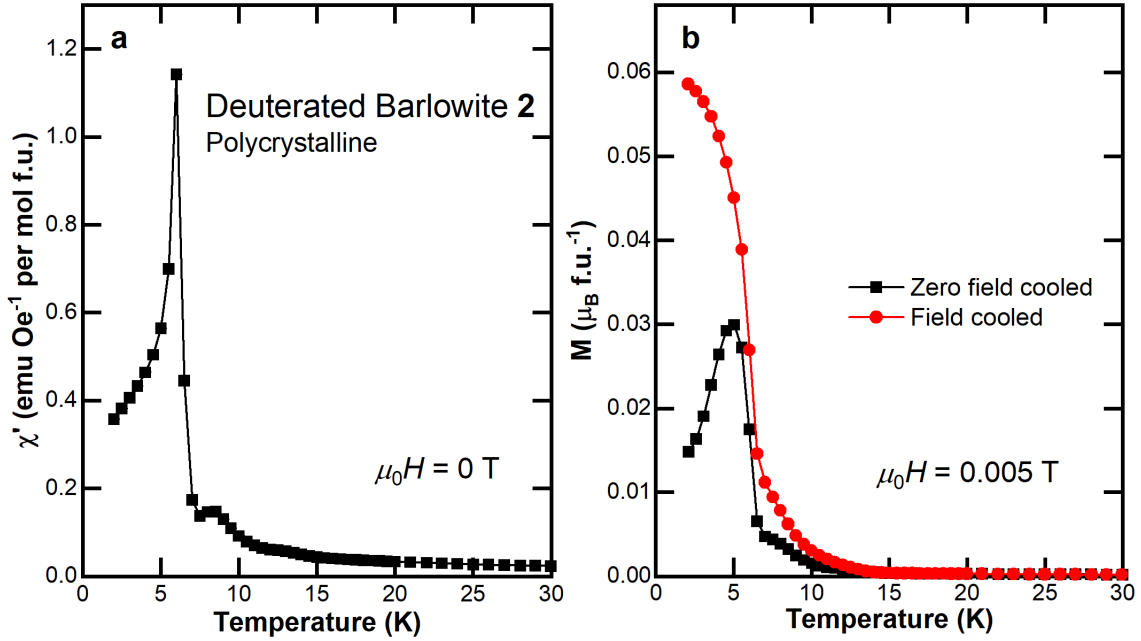 a
Deuterated Barlowite 2
Polycrystalline
μ₀H = 0 T
χ' (emu Oe⁻¹ per mol f.u.)
1.2
1.0
0.8
0.6
0.4
0.2
0.0
0 5 10 15 20 25 30
Temperature (K)
b
Zero field cooled
Field cooled
μ₀H = 0.005 T
M (μ_B f.u.⁻¹)
0.06
0.05
0.04
0.03
0.02
0.01
0.00
0 5 10 15 20 25 30
Temperature (K)